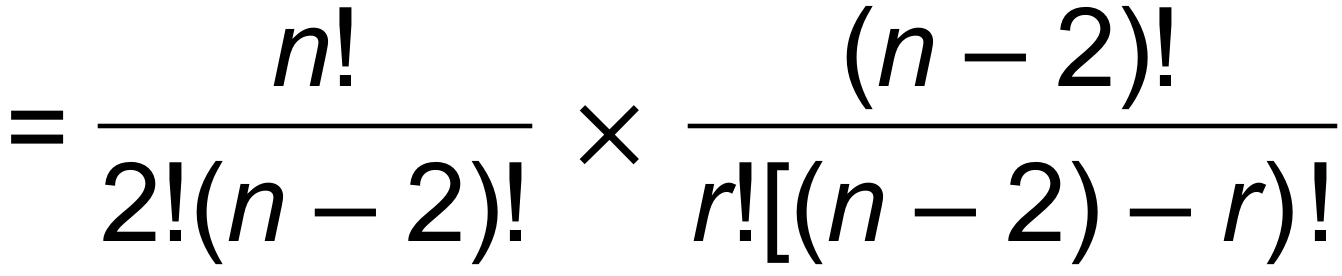 = n! / 2!(n – 2)! × (n – 2)! / r![(n – 2) – r)!